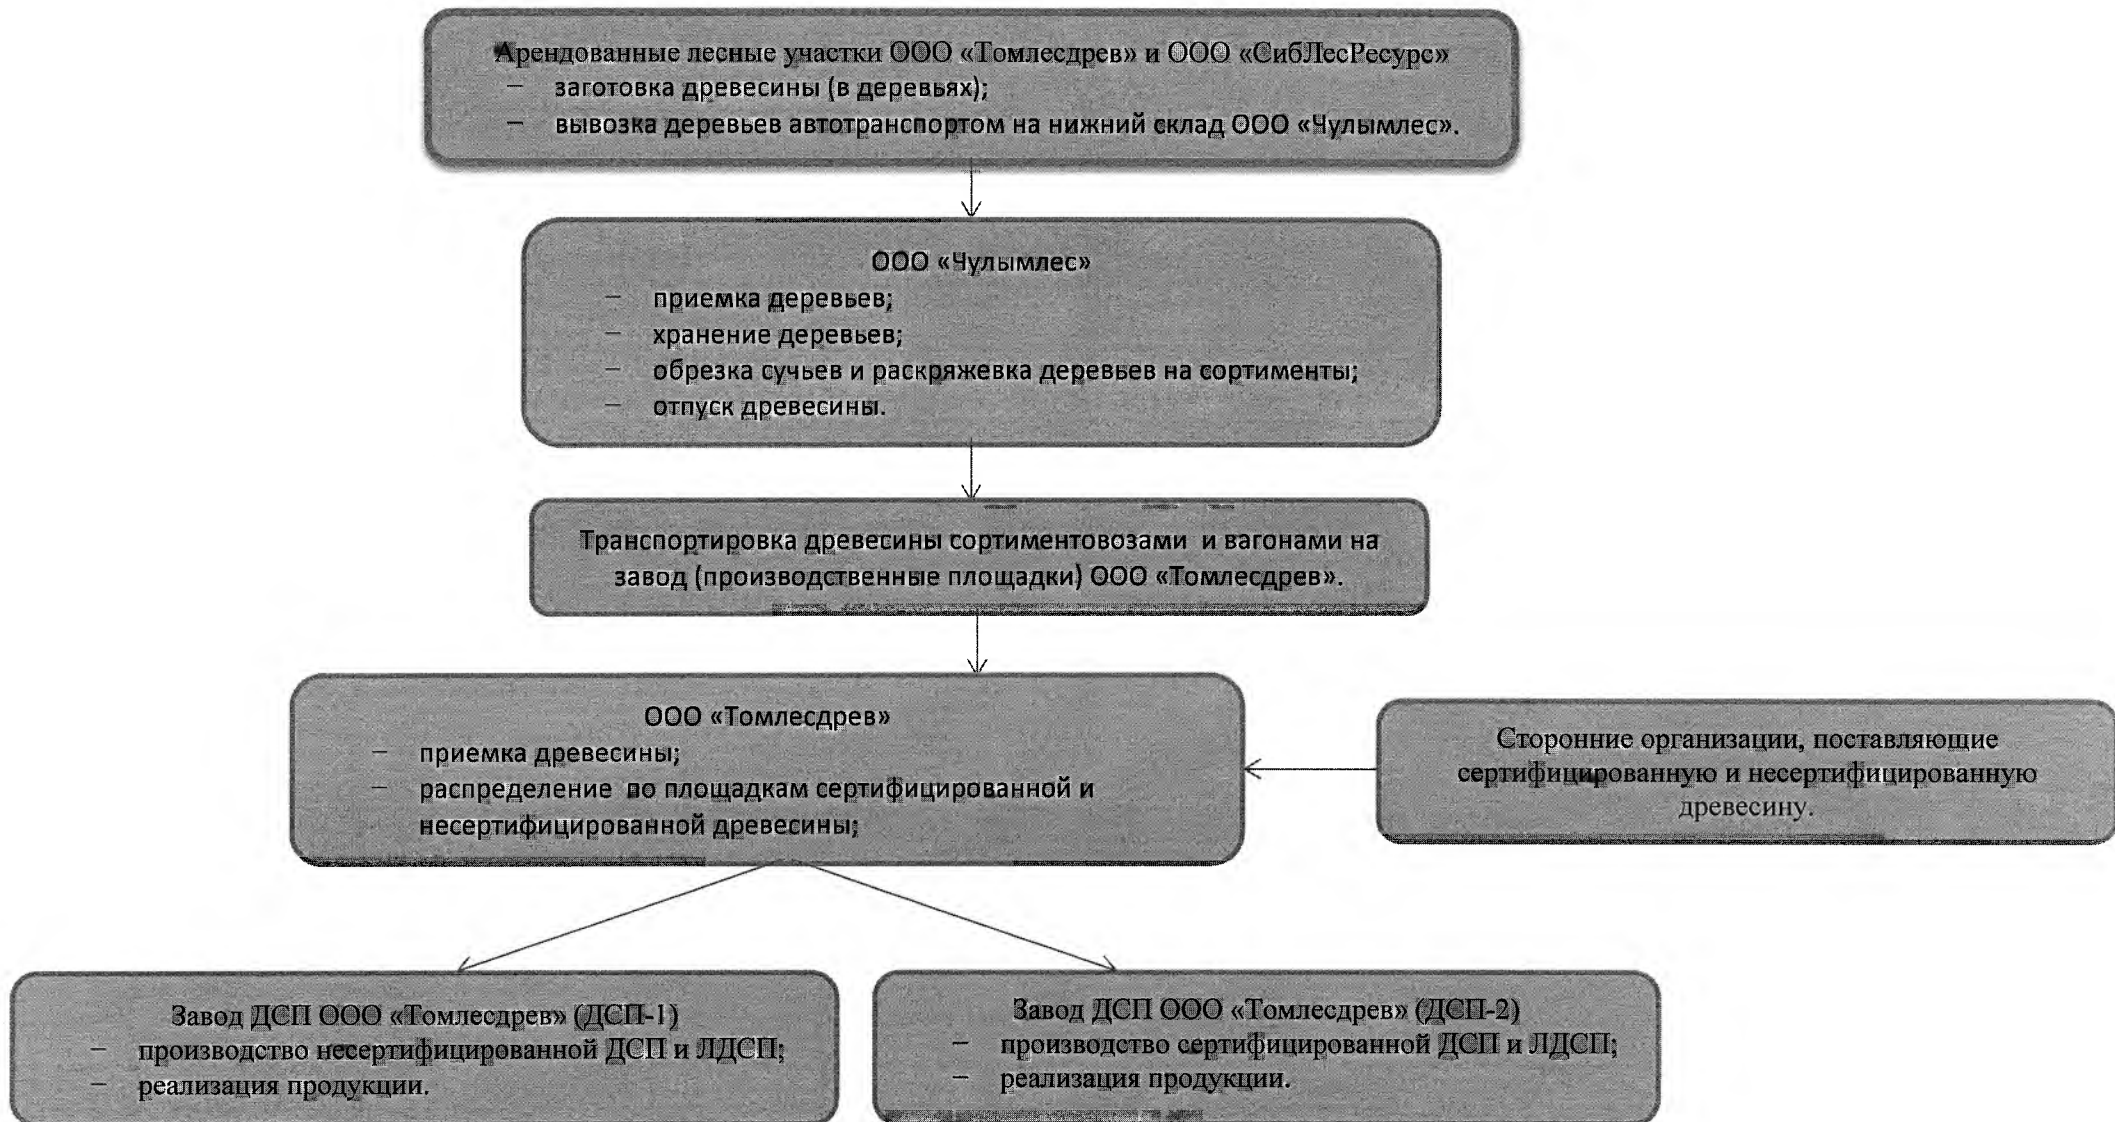 Арендованные лесные участки ООО «Томлесдрев» и ООО «СибЛесРесурс»
– заготовка древесины (в деревьях);
– вывозка деревьев автотранспортом на нижний склад ООО «Чулымлес».
ООО «Чулымлес»
– приемка деревьев;
– хранение деревьев;
– обрезка сучьев и раскряжевка деревьев на сортименты;
– отпуск древесины.
Транспортировка древесины сортиментовозами и вагонами на
завод (производственные площадки) ООО «Томлесдрев».
ООО «Томлесдрев»
– приемка древесины;
– распределение по площадкам сертифицированной и
несертифицированной древесины;
Сторонние организации, поставляющие
сертифицированную и несертифицированную
древесину.
Завод ДСП ООО «Томлесдрев» (ДСП-1)
– производство несертифицированной ДСП и ЛДСП;
– реализация продукции.
Завод ДСП ООО «Томлесдрев» (ДСП-2)
– производство сертифицированной ДСП и ЛДСП;
– реализация продукции.